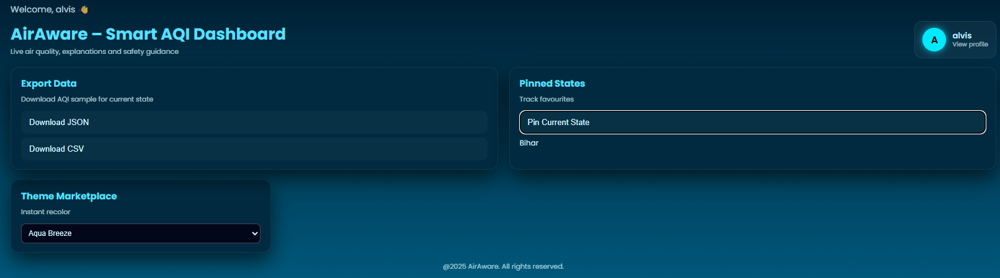 Welcome, alvis 👋
AirAware – Smart AQI Dashboard
Live air quality, explanations and safety guidance
A
alvis
View profile
Export Data
Download AQI sample for current state
Download JSON
Download CSV
Pinned States
Track favourites
Pin Current State
Bihar
Theme Marketplace
Instant recolor
Aqua Breeze
@2025 AirAware. All rights reserved.